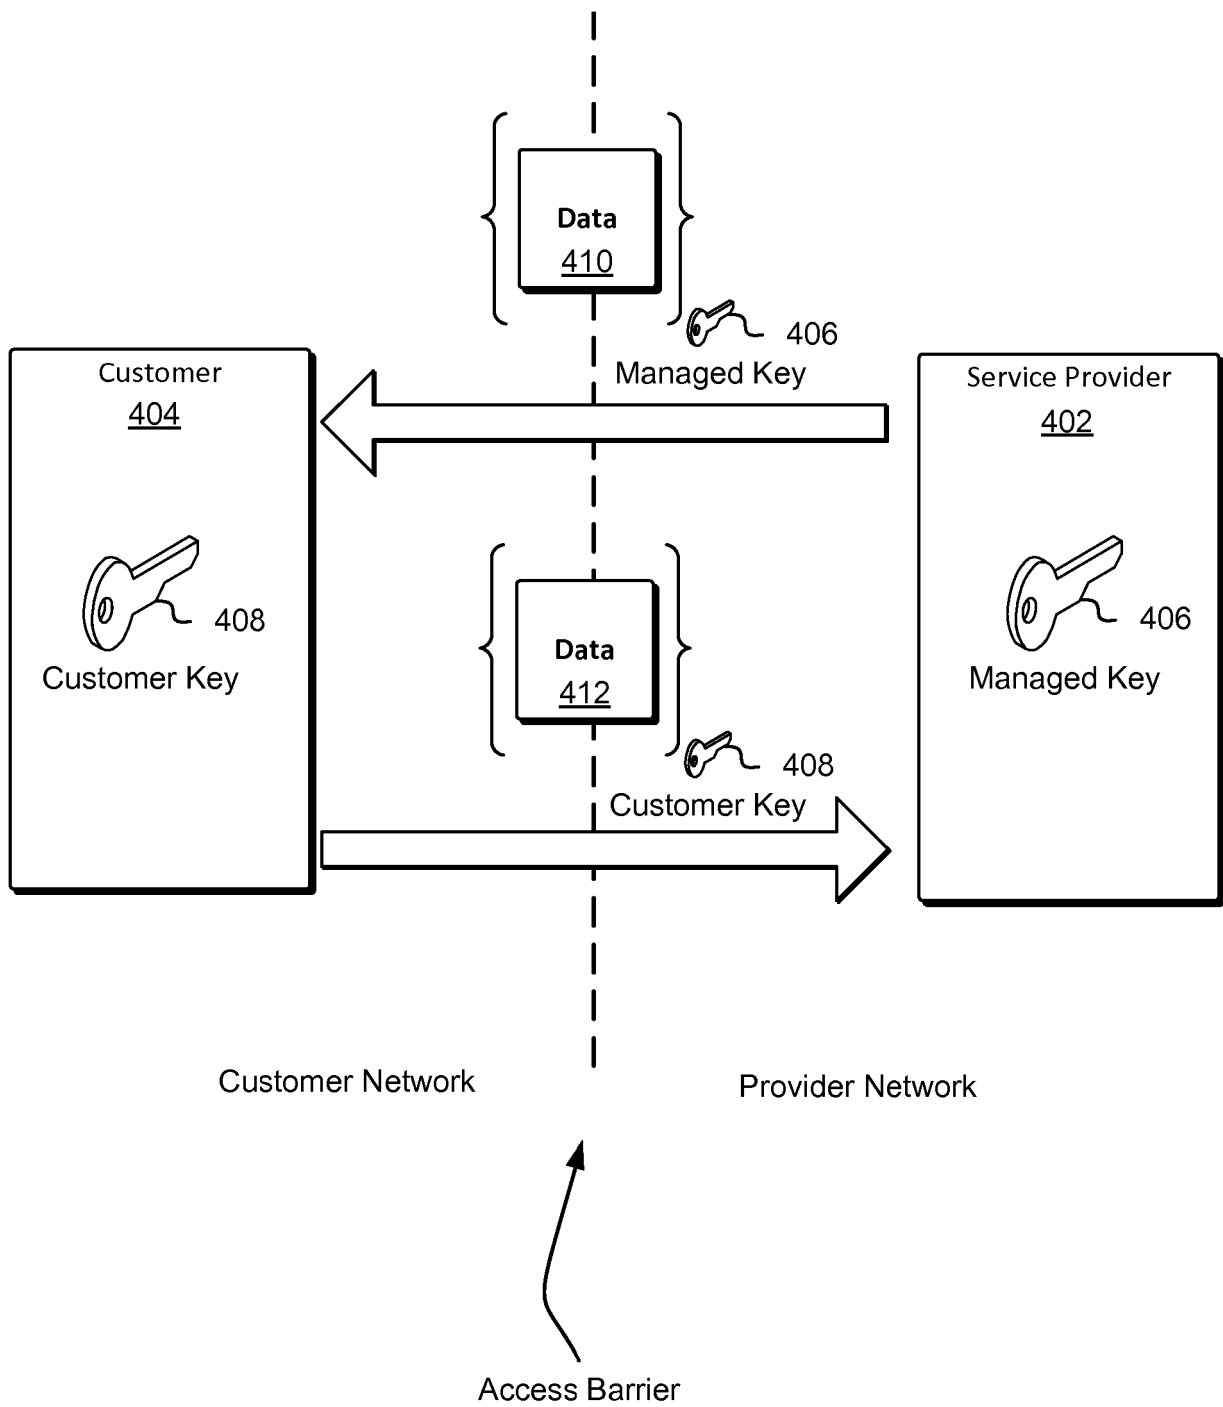 Data
410
406
Managed Key
Customer
404
Service Provider
402
408
Customer Key
Data
412
406
Managed Key
408
Customer Key
Customer Network
Provider Network
Access Barrier